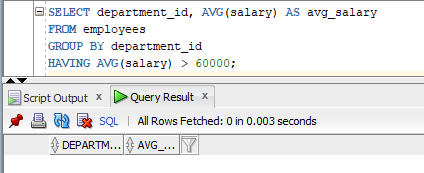 SELECT department_id, AVG(salary) AS avg_salary
FROM employees
GROUP BY department_id
HAVING AVG(salary) > 60000;
Script Output x Query Result x
SQL | All Rows Fetched: 0 in 0.003 seconds
DEPARTM... AVG_...